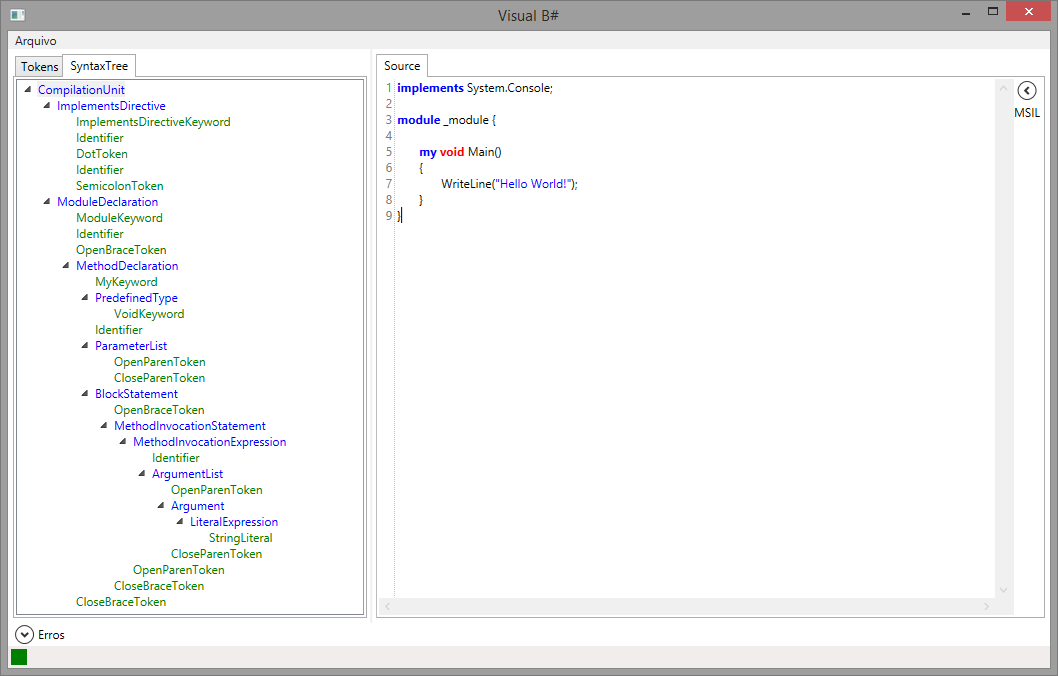 Visual B#
Arquivo
Tokens
SyntaxTree
CompilationUnit
ImplementsDirective
ImplementsDirectiveKeyword
Identifier
DotToken
Identifier
SemicolonToken
ModuleDeclaration
ModuleKeyword
Identifier
OpenBraceToken
MethodDeclaration
MyKeyword
PredefinedType
VoidKeyword
Identifier
ParameterList
OpenParenToken
CloseParenToken
BlockStatement
OpenBraceToken
MethodInvocationStatement
MethodInvocationExpression
Identifier
ArgumentList
OpenParenToken
Argument
LiteralExpression
StringLiteral
CloseParenToken
OpenParenToken
CloseBraceToken
CloseBraceToken
Source
1 implements System.Console;
2
3 module _module {
4
5 my void Main()
6 {
7 WriteLine("Hello World!");
8 }
9 }
MSIL
Erros